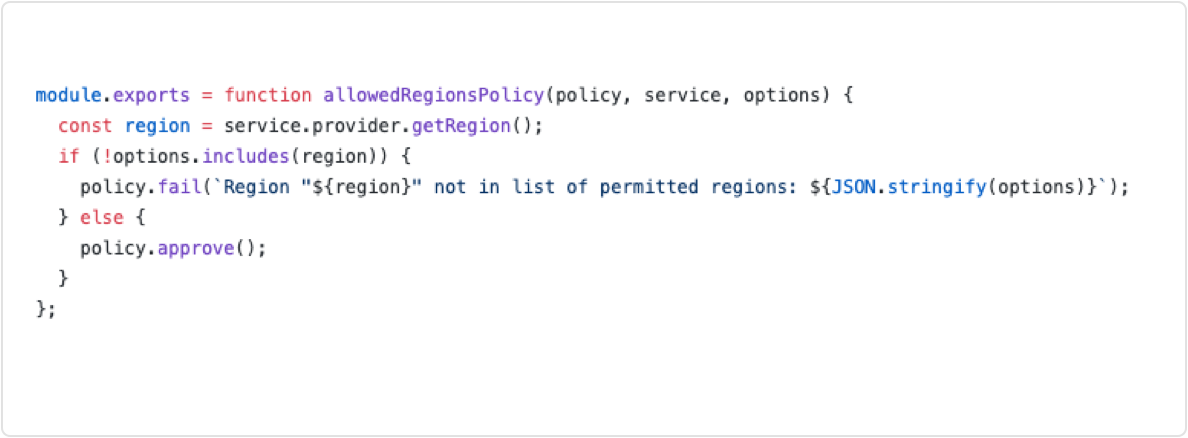 module.exports = function allowedRegionsPolicy(policy, service, options) {
  const region = service.provider.getRegion();
  if (!options.includes(region)) {
    policy.fail(`Region "${region}" not in list of permitted regions: ${JSON.stringify(options)}`);
  } else {
    policy.approve();
  }
};